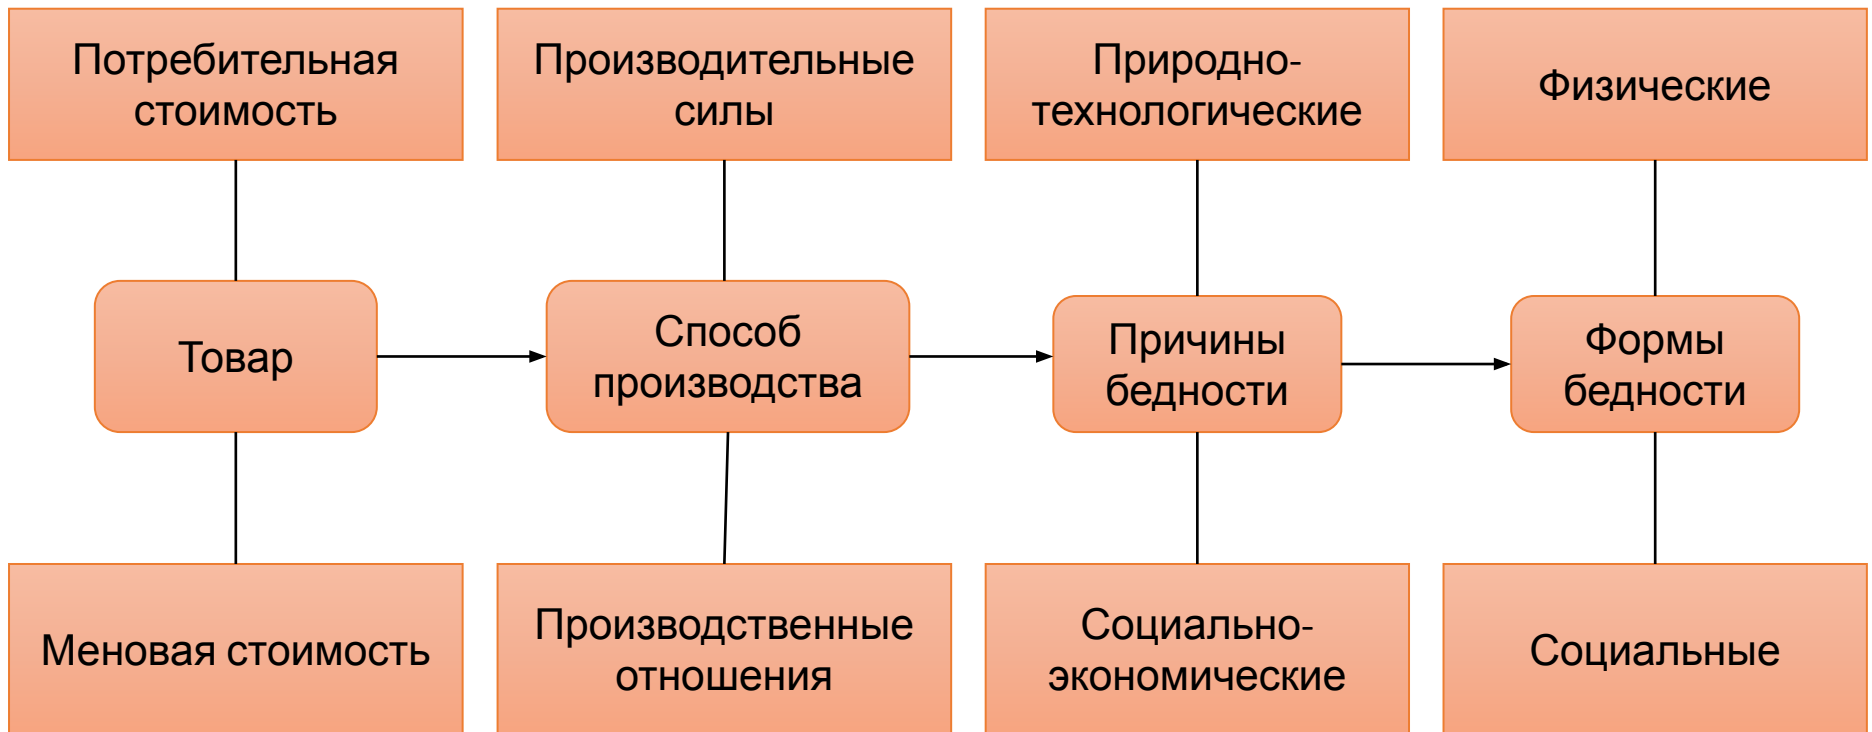 Потребительная
стоимость
Производительные
силы
Природно-
технологические
Физические
Товар
Способ
производства
Причины
бедности
Формы
бедности
Меновая стоимость
Производственные
отношения
Социально-
экономические
Социальные